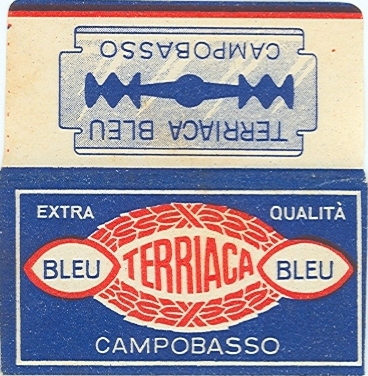 CAMPOBASSO
TERRIACA BLEU
EXTRA QUALITÀ
BLEU TERRIACA BLEU
CAMPOBASSO